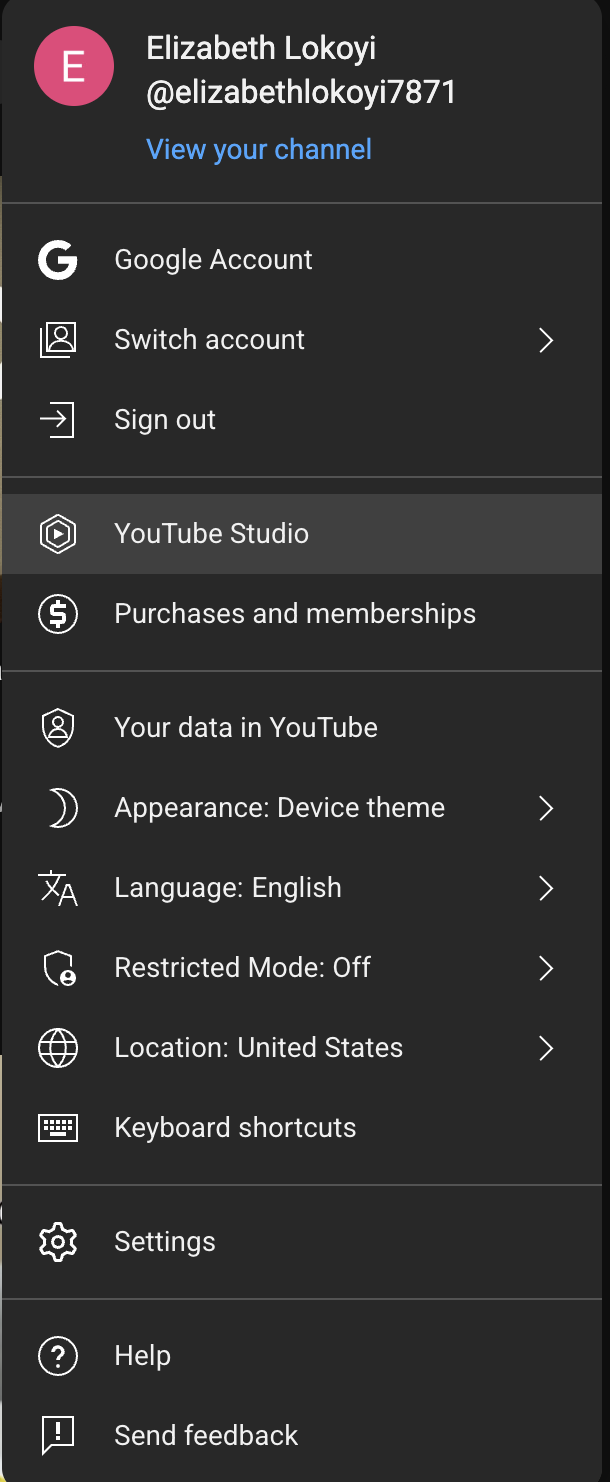 E
Elizabeth Lokoyi
@elizabethlokoyi7871
View your channel
Google Account
Switch account
Sign out
YouTube Studio
Purchases and memberships
Your data in YouTube
Appearance: Device theme
Language: English
Restricted Mode: Off
Location: United States
Keyboard shortcuts
Settings
Help
Send feedback